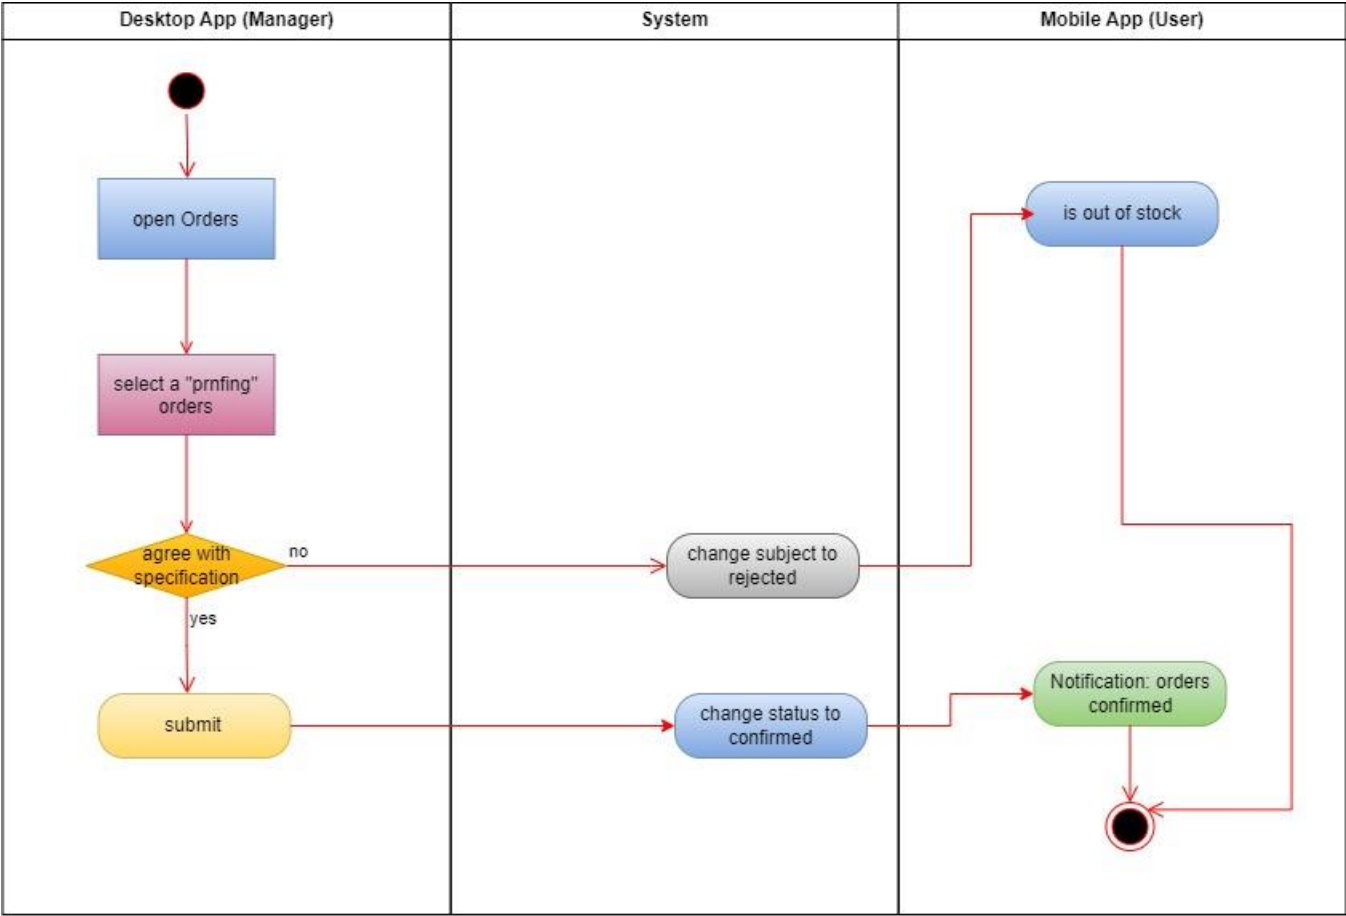 Desktop App (Manager)
System
Mobile App (User)
open Orders
is out of stock
select a "prnfing"
orders
agree with
specification
no
change subject to
rejected
yes
submit
change status to
confirmed
Notification: orders
confirmed